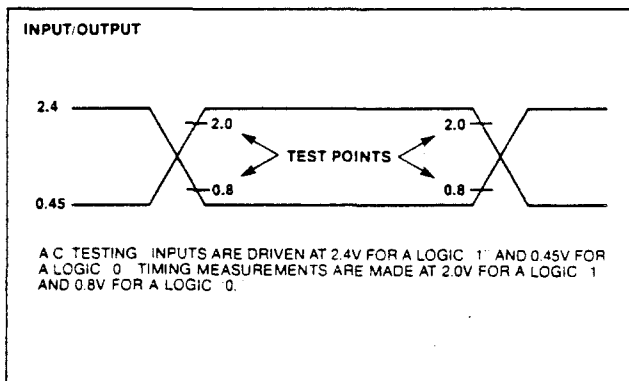 INPUT/OUTPUT
2.4
2.0
2.0
TEST POINTS
0.8
0.8
0.45
A C TESTING INPUTS ARE DRIVEN AT 2.4V FOR A LOGIC 1" AND 0.45V FOR
A LOGIC 0 TIMING MEASUREMENTS ARE MADE AT 2.0V FOR A LOGIC 1
AND 0.8V FOR A LOGIC "0.